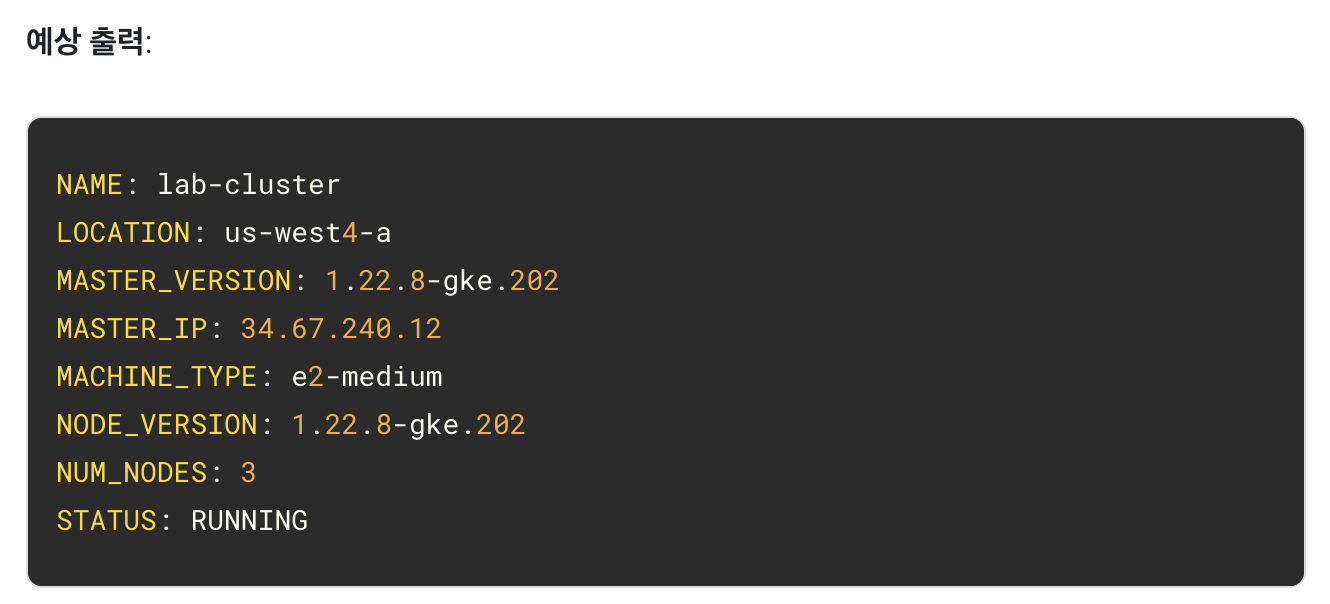 예상 출력:
NAME: lab-cluster
LOCATION: us-west4-a
MASTER_VERSION: 1.22.8-gke.202
MASTER_IP: 34.67.240.12
MACHINE_TYPE: e2-medium
NODE_VERSION: 1.22.8-gke.202
NUM_NODES: 3
STATUS: RUNNING